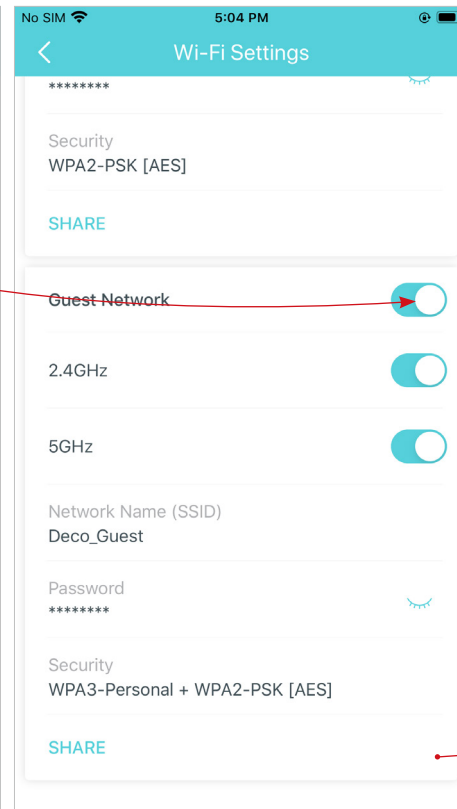 No SIM 5:04 PM
Wi-Fi Settings
********
Security
WPA2-PSK [AES]
SHARE
Guest Network
2.4GHz
5GHz
Network Name (SSID)
Deco_Guest
Password
********
Security
WPA3-Personal + WPA2-PSK [AES]
SHARE